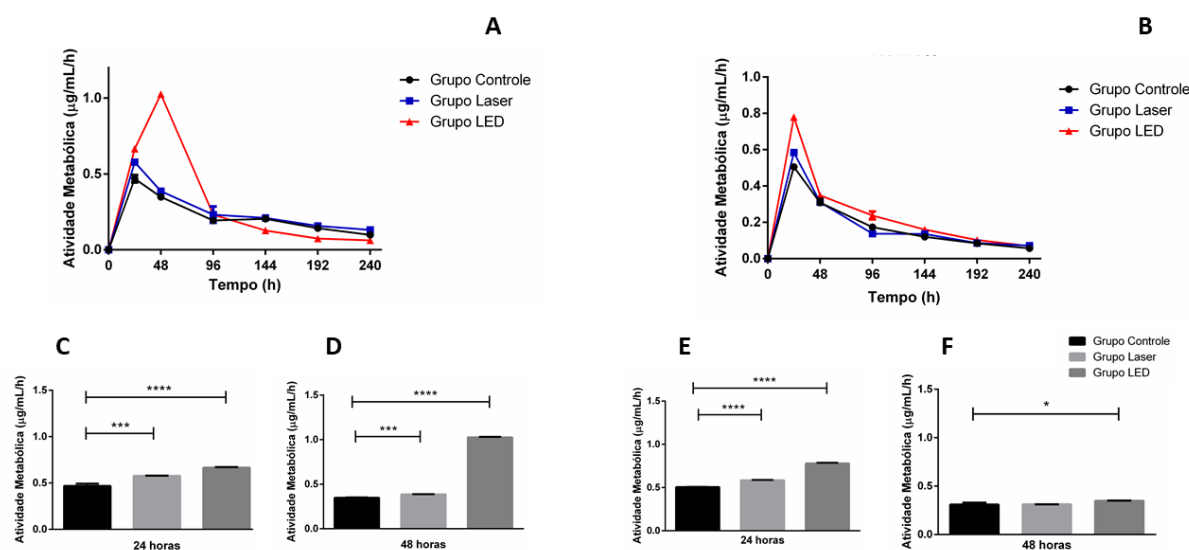 A
Atividade Metabólica (µg/mL/h)
1.0
0.5
0.0
0
48
96
144
192
240
Tempo (h)
Grupo Controle
Grupo Laser
Grupo LED
B
Atividade Metabólica (µg/mL/h)
1.0
0.8
0.6
0.4
0.2
0.0
0
48
96
144
192
240
Tempo (h)
Grupo Controle
Grupo Laser
Grupo LED
C
Atividade Metabólica (µg/mL/h)
1.5
1.0
0.5
0.0
****
***
24 horas
D
Atividade Metabólica (µg/mL/h)
1.5
1.0
0.5
0.0
****
***
48 horas
E
Atividade Metabólica (µg/mL/h)
1.5
1.0
0.5
0.0
****
****
24 horas
F
Grupo Controle
Grupo Laser
Grupo LED
Atividade Metabólica (µg/mL/h)
1.5
1.0
0.5
0.0
*
48 horas